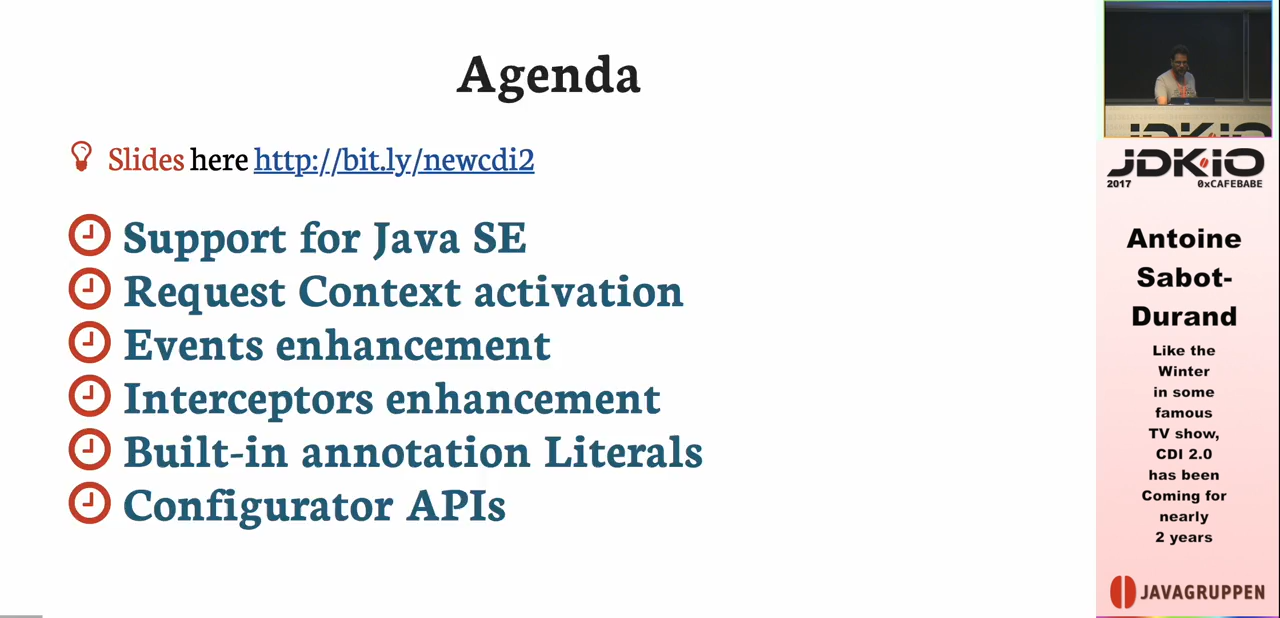 Agenda
Slides here http://bit.ly/newcdi2
Support for Java SE
Request Context activation
Events enhancement
Interceptors enhancement
Built-in annotation Literals
Configurator APIs
JDK.IO
JDK.IO
2017 0xCAFEBABE
Antoine
Sabot-
Durand
Like the
Winter
in some
famous
TV show,
CDI 2.0
has been
Coming for
nearly
2 years
JAVAGRUPPEN